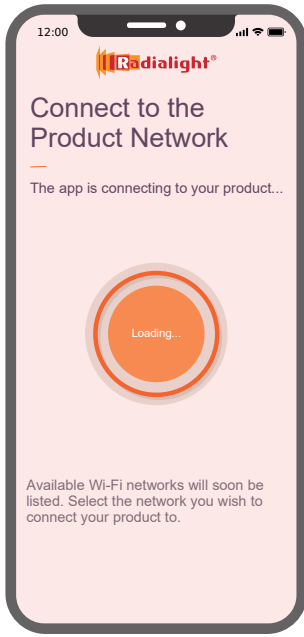 12:00
Radialight®
Connect to the
Product Network
The app is connecting to your product...
Loading...
Available Wi-Fi networks will soon be
listed. Select the network you wish to
connect your product to.